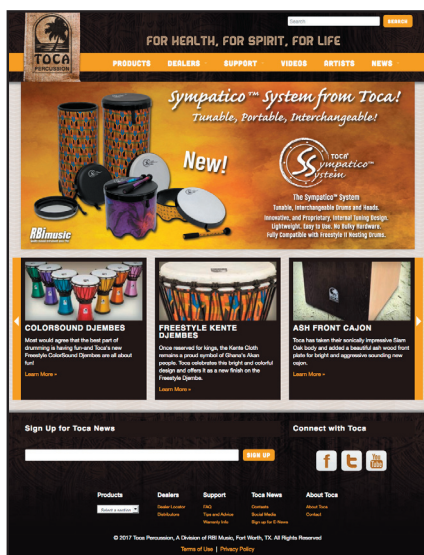 Search
SEARCH
TOCA
PERCUSSION
FOR HEALTH, FOR SPIRIT, FOR LIFE
PRODUCTS DEALERS SUPPORT VIDEOS ARTISTS NEWS
Sympatico™ System from Toca!
Tunable, Portable, Interchangeable!
New!
TOCA®
Sympatico™
System
The Sympatico™ System
Tunable, Interchangeable Drums and Heads.
Innovative, and Proprietary, Internal Tuning Design.
Lightweight. Easy to Use. No Bulky Hardware.
Fully Compatible with Freestyle II Nesting Drums.
RBImusic
COLORSOUND DJEMBES
Most would agree that the best part of
drumming is having fun-and Toca's new
Freestyle ColorSound Djembes are all about
fun!
Learn More »
FREESTYLE KENTE
DJEMBES
Once reserved for kings, the Kente Cloth
remains a proud symbol of Ghana's Akan
people. Toca celebrates this bright and colorful
design and offers it as a new finish on the
Freestyle Djembe.
Learn More »
ASH FRONT CAJON
Toca has taken their sonically impressive Siam
Oak body and added a beautiful ash wood front
plate for bright and aggressive sounding new
cajon.
Learn More »
Sign Up for Toca News
SIGN UP
Connect with Toca
You
Tube
Products
Select a section
Dealers
Dealer Locator
Distributors
Support
FAQ
Tips and Advice
Warranty Info
Toca News
Contests
Social Media
Sign up for E-News
About Toca
About Toca
Contact
© 2017 Toca Percussion, A Division of RBI Music, Fort Worth, TX. All Rights Reserved
Terms of Use | Privacy Policy